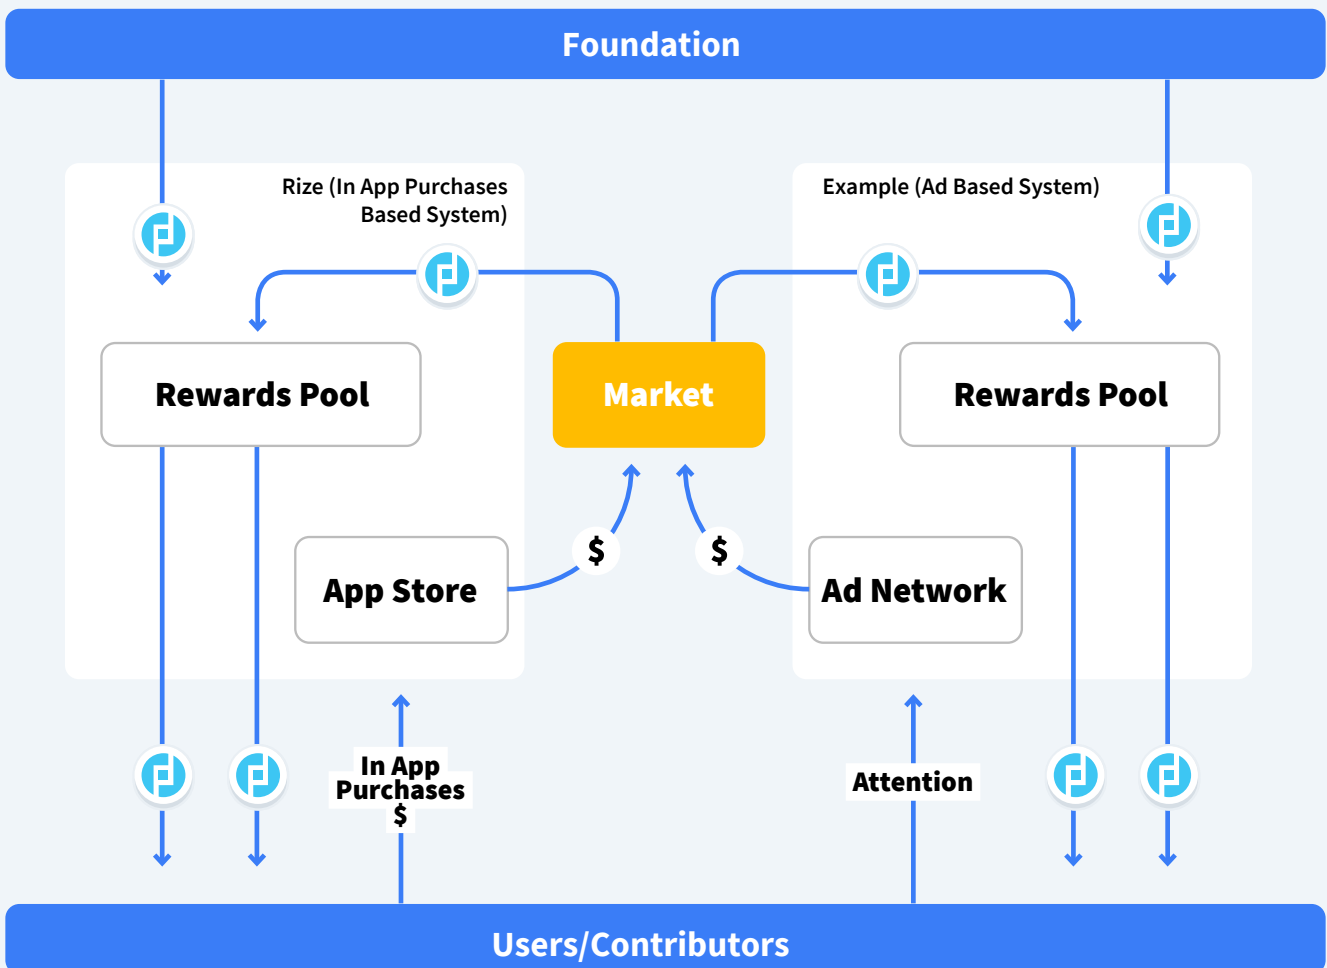 Foundation
Rize (In App Purchases
Based System)
Example (Ad Based System)
Rewards Pool
Market
Rewards Pool
$
$
App Store
Ad Network
In App
Purchases
$
Attention
Users/Contributors